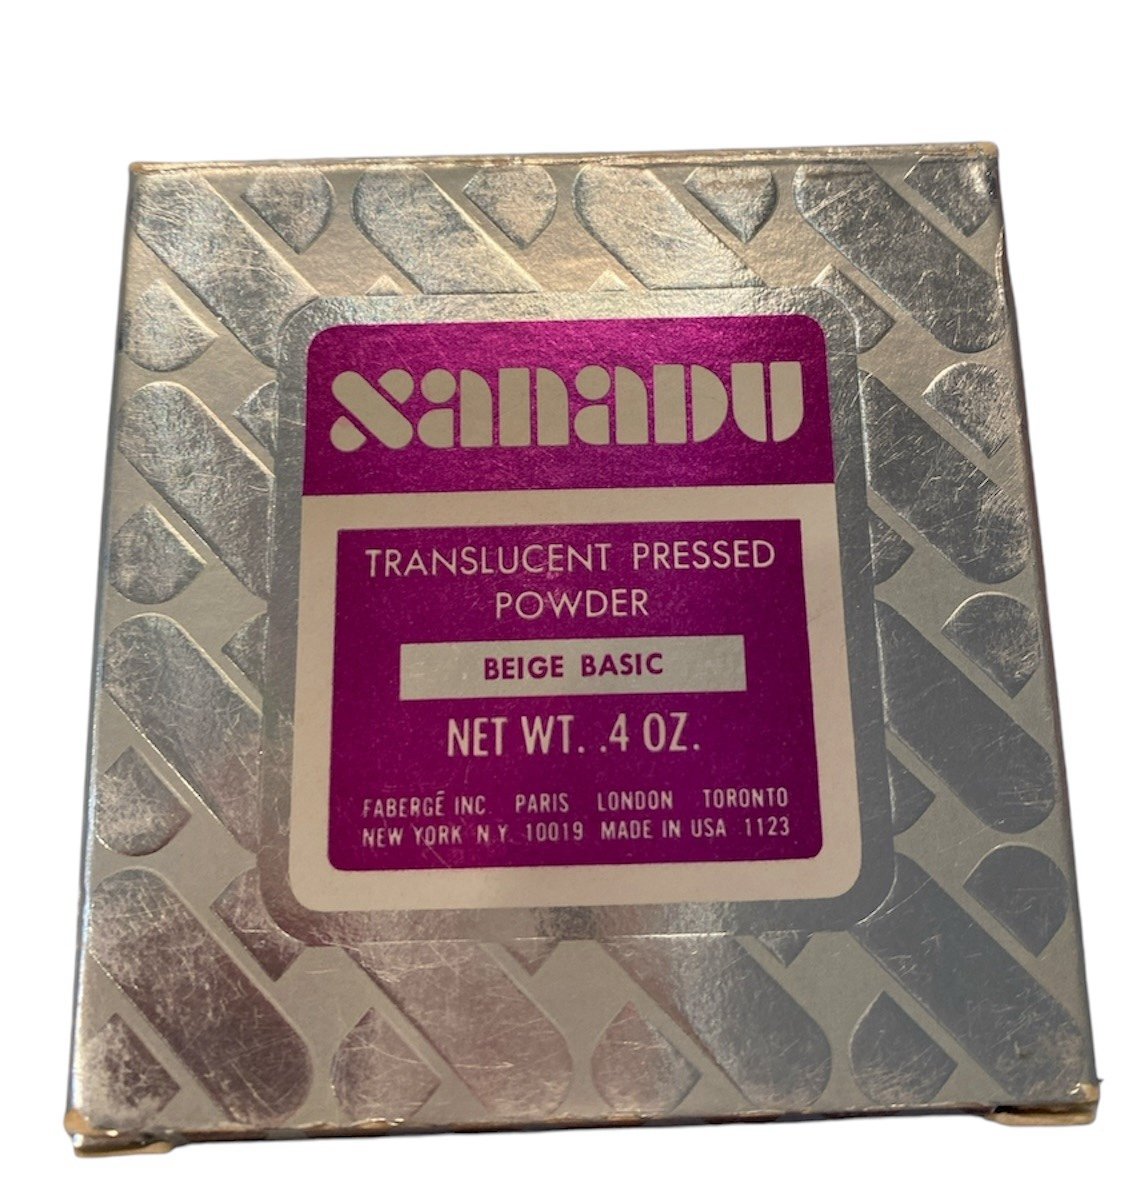 xanadu
TRANSLUCENT PRESSED
POWDER
BEIGE BASIC
NET WT. .4 OZ.
FABERGÉ INC. PARIS LONDON TORONTO
NEW YORK N.Y. 10019 MADE IN USA 1123